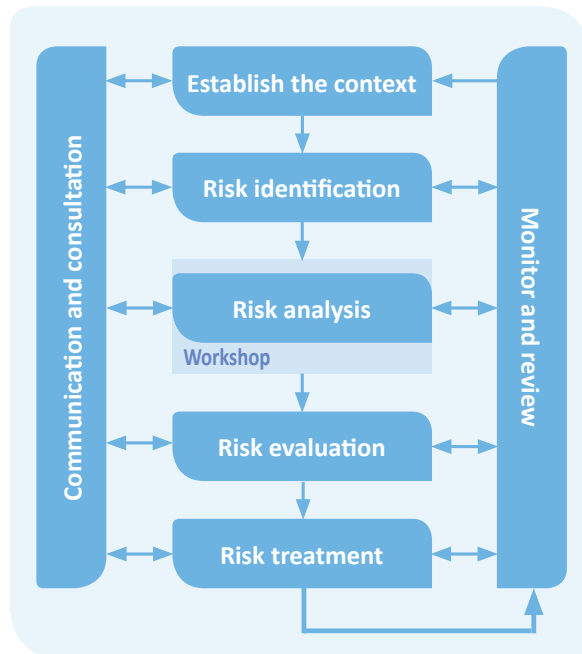 Establish the context
Risk identification
Risk analysis
Workshop
Risk evaluation
Risk treatment
Communication and consultation
Monitor and review